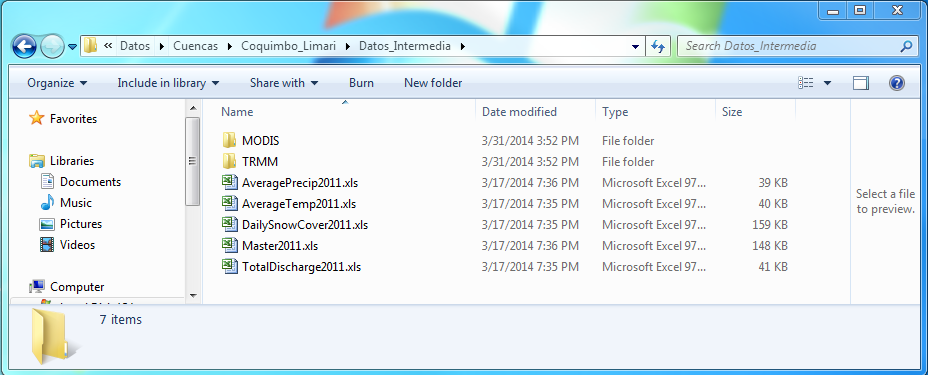 « Datos Cuencas Coquimbo_Limari Datos_Intermedia Search Datos_Intermedia
Organize Include in library Share with Burn New folder
Favorites
Libraries
Documents
Music
Pictures
Videos
Computer
Name Date modified Type Size
MODIS 3/31/2014 3:52 PM File folder
TRMM 3/31/2014 3:52 PM File folder
AveragePrecip2011.xls 3/17/2014 7:36 PM Microsoft Excel 97... 39 KB
AverageTemp2011.xls 3/17/2014 7:35 PM Microsoft Excel 97... 40 KB
DailySnowCover2011.xls 3/17/2014 7:35 PM Microsoft Excel 97... 159 KB
Master2011.xls 3/17/2014 7:36 PM Microsoft Excel 97... 148 KB
TotalDischarge2011.xls 3/17/2014 7:35 PM Microsoft Excel 97... 41 KB
Select a file
to preview.
7 items